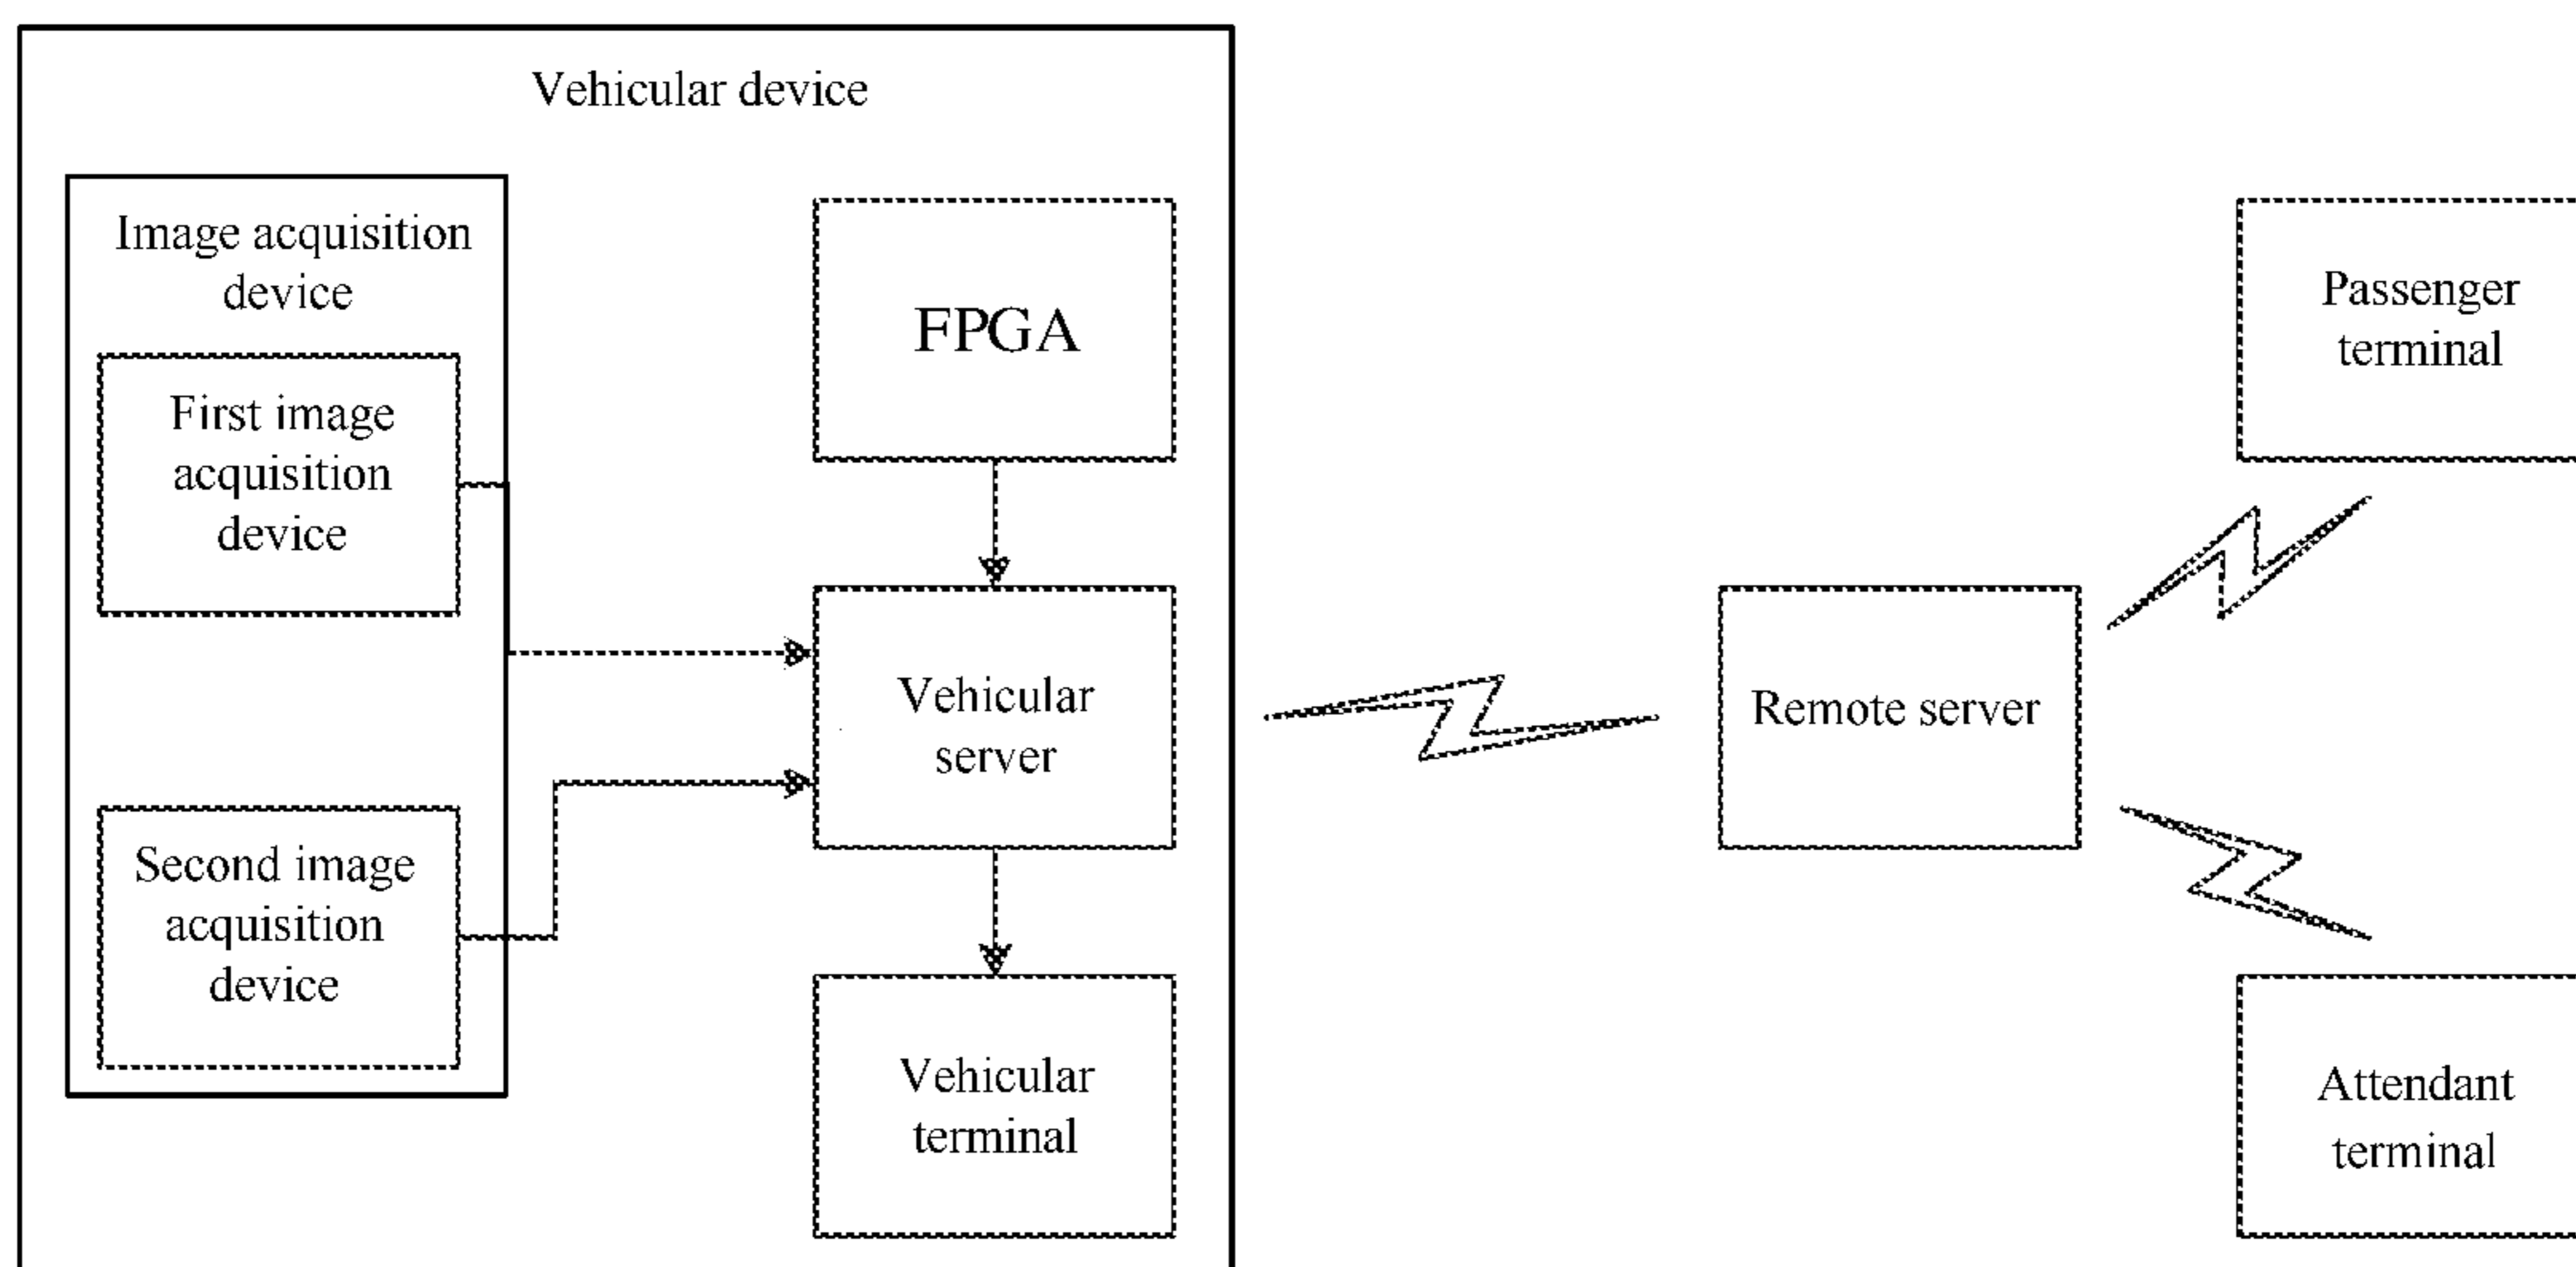 Vehicular device
Image acquisition
device
First image
acquisition
device
Second image
acquisition
device
FPGA
Vehicular
server
Vehicular
terminal
Remote server
Passenger
terminal
Attendant
terminal